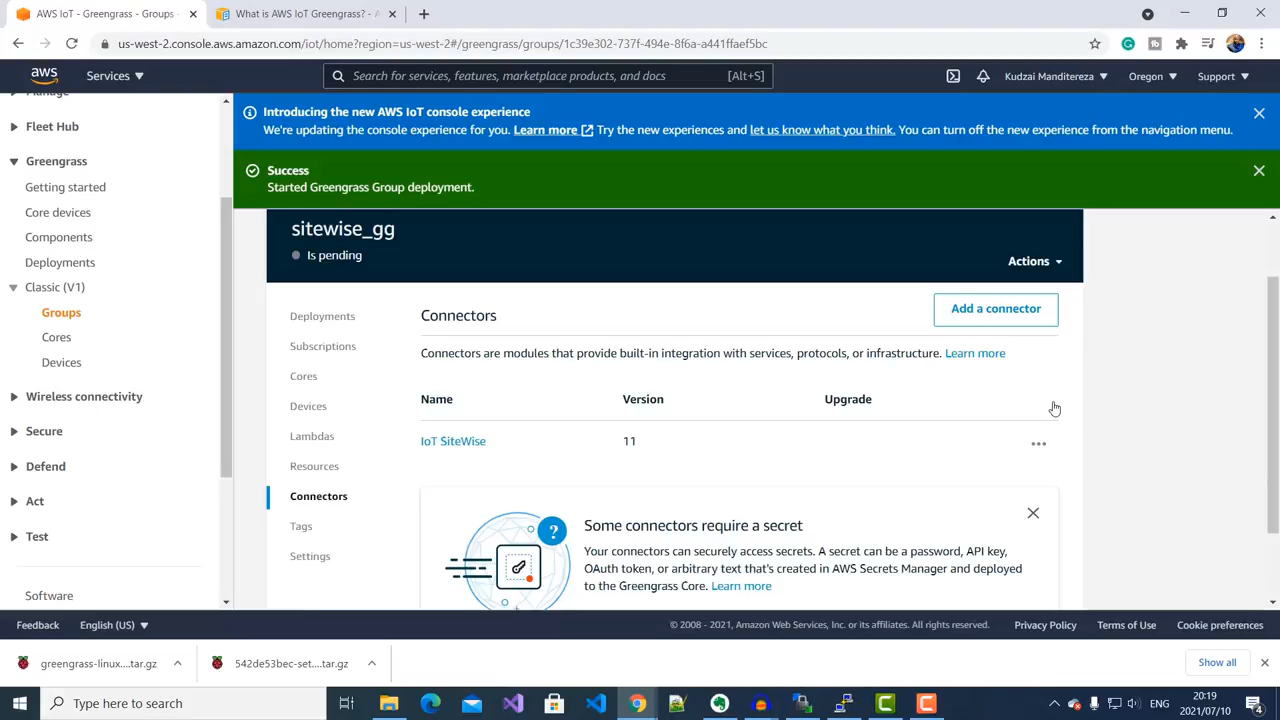 AWS IoT - Greengrass - Groups -
What is AWS IoT Greengrass? - A
us-west-2.console.aws.amazon.com/iot/home?region=us-west-2#/greengrass/groups/1c39e302-737f-494e-8f6a-a441ffaef5bc
aws
Services
Search for services, features, marketplace products, and docs
[Alt+S]
Kudzai Manditereza
Oregon
Support
Manage
Fleet Hub
Greengrass
Getting started
Core devices
Components
Deployments
Classic (V1)
Groups
Cores
Devices
Wireless connectivity
Secure
Defend
Act
Test
Software
Introducing the new AWS IoT console experience
We're updating the console experience for you. Learn more Try the new experiences and let us know what you think. You can turn off the new experience from the navigation menu.
Success
Started Greengrass Group deployment.
sitewise_gg
Is pending
Actions
Deployments
Subscriptions
Cores
Devices
Lambdas
Resources
Connectors
Tags
Settings
Connectors
Add a connector
Connectors are modules that provide built-in integration with services, protocols, or infrastructure. Learn more
Name Version Upgrade
IoT SiteWise 11
?
Some connectors require a secret
Your connectors can securely access secrets. A secret can be a password, API key,
OAuth token, or arbitrary text that's created in AWS Secrets Manager and deployed
to the Greengrass Core. Learn more
Feedback
English (US)
© 2008 - 2021, Amazon Web Services, Inc. or its affiliates. All rights reserved.
Privacy Policy
Terms of Use
Cookie preferences
greengrass-linux....tar.gz
542de53bec-set....tar.gz
Show all
Type here to search
ENG
20:19
2021/07/10
4